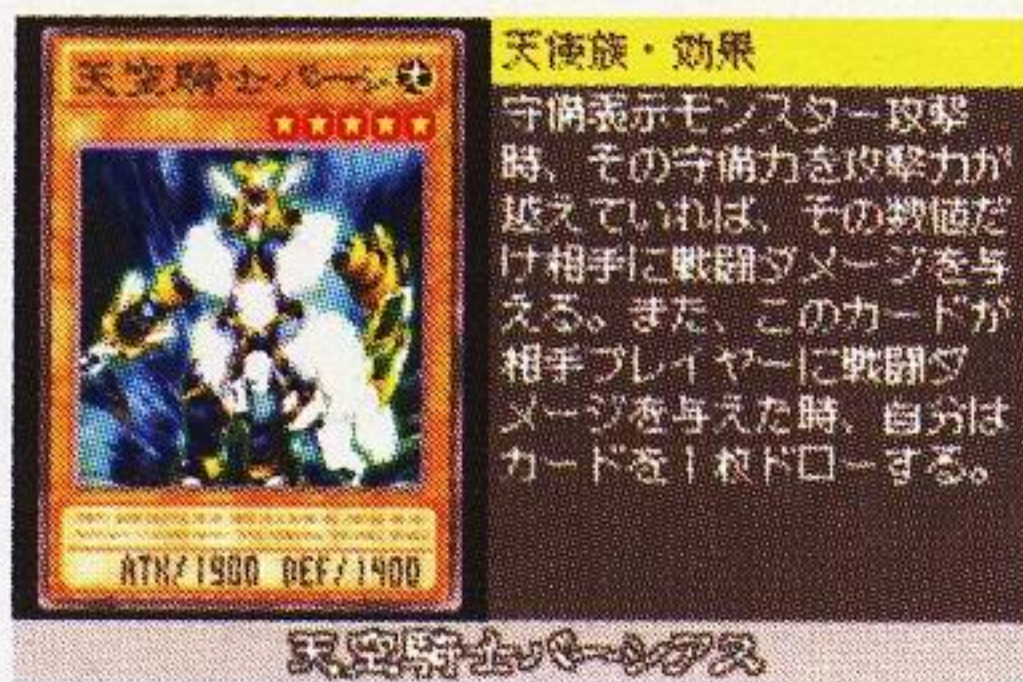 天空騎士パーシ
天使族・効果
守備表示モンスター攻撃
時、その守備力を攻撃力が
越えていれば、その数値だ
け相手に戦闘ダメージを与
える。また、このカードが
相手プレイヤーに戦闘ダ
メージを与えた時、自分は
カードを1枚ドローする。
ATK/1900 DEF/1400
天空騎士パーシアス